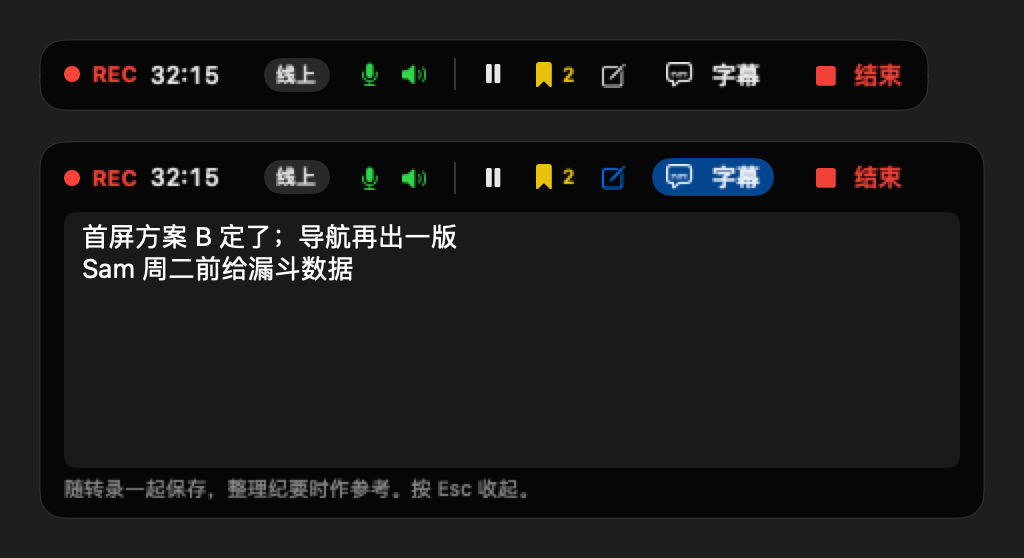 REC 32:15 线上 2 字幕 结束
REC 32:15 线上 2 字幕 结束
首屏方案 B 定了；导航再出一版
Sam 周二前给漏斗数据
随转录一起保存，整理纪要时作参考。按 Esc 收起。